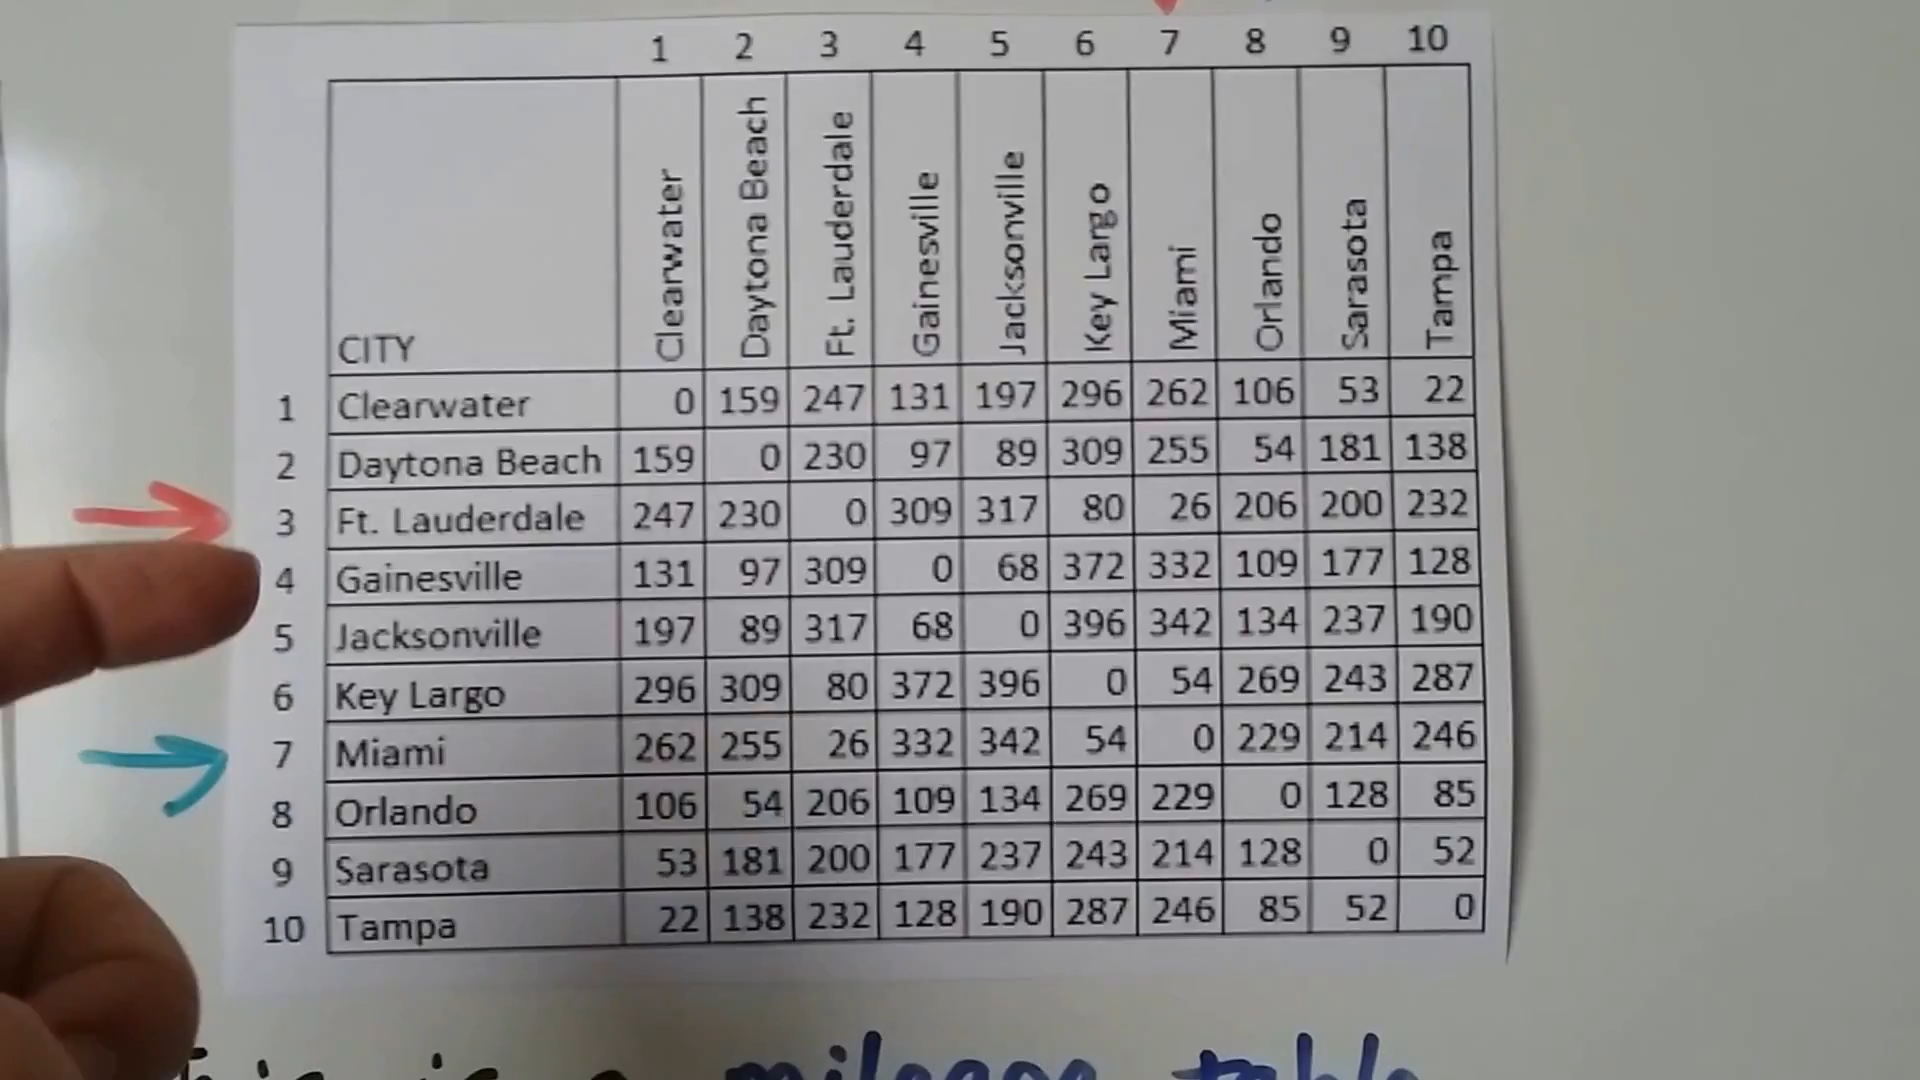 1 2 3 4 5 6 7 8 9 10
CITY Clearwater Daytona Beach Ft. Lauderdale Gainesville Jacksonville Key Largo Miami Orlando Sarasota Tampa
1 Clearwater 0 159 247 131 197 296 262 106 53 22
2 Daytona Beach 159 0 230 97 89 309 255 54 181 138
3 Ft. Lauderdale 247 230 0 309 317 80 26 206 200 232
4 Gainesville 131 97 309 0 68 372 332 109 177 128
5 Jacksonville 197 89 317 68 0 396 342 134 237 190
6 Key Largo 296 309 80 372 396 0 54 269 243 287
7 Miami 262 255 26 332 342 54 0 229 214 246
8 Orlando 106 54 206 109 134 269 229 0 128 85
9 Sarasota 53 181 200 177 237 243 214 128 0 52
10 Tampa 22 138 232 128 190 287 246 85 52 0
This is a mileage table